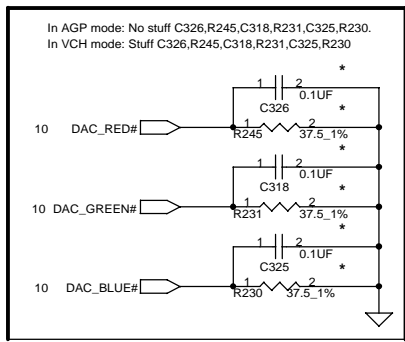 In AGP mode: No stuff C326,R245,C318,R231,C325,R230.
In VCH mode: Stuff C326,R245,C318,R231,C325,R230
*
1 2
0.1UF
C326
*
10 DAC_RED#
1 2
R245 37.5_1%
*
1 2
0.1UF
C318
*
10 DAC_GREEN#
1 2
R231 37.5_1%
*
1 2
0.1UF
C325
*
10 DAC_BLUE#
1 2
R230 37.5_1%